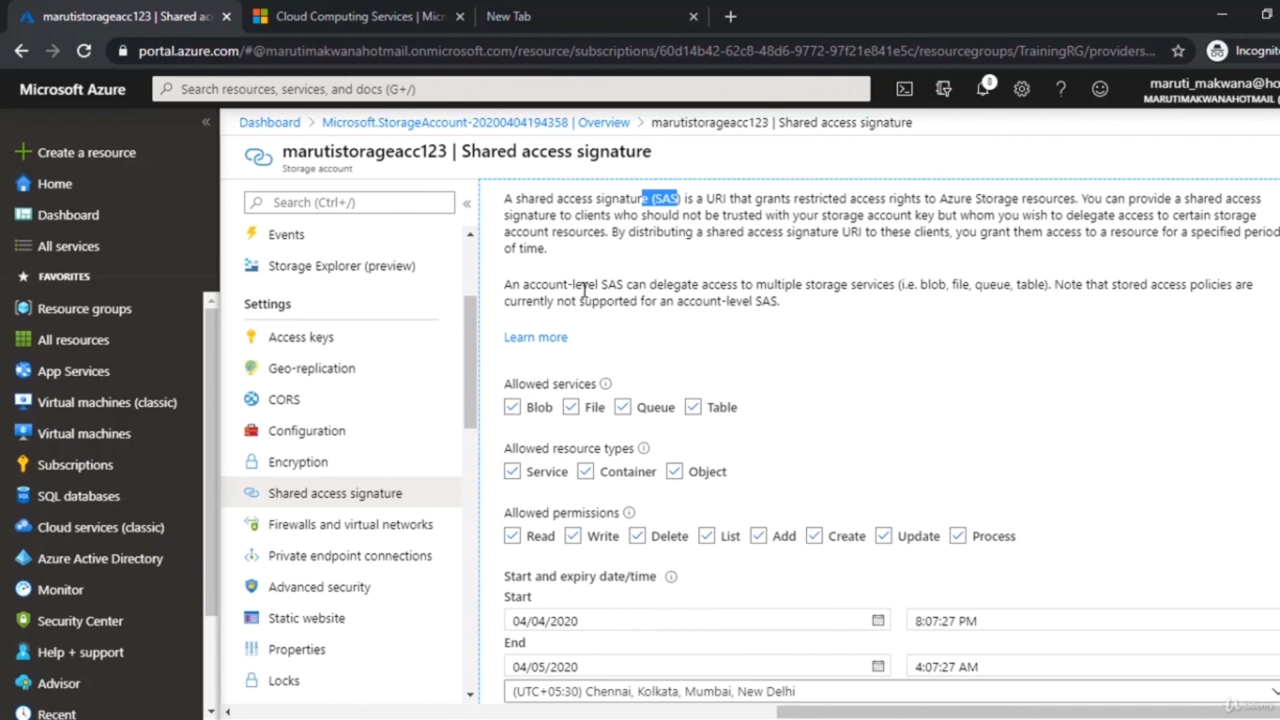 marutistorageacc123 | Shared ac
Cloud Computing Services | Micr
New Tab
portal.azure.com/#@marutimakwanahotmail.onmicrosoft.com/resource/subscriptions/60d14b42-62c8-48d6-9772-97f21e841e5c/resourcegroups/TrainingRG/providers...
Incognito
Microsoft Azure
Search resources, services, and docs (G+/)
0
maruti_makwana@ho
MARUTIMAKWANAHOTMAIL (
Dashboard > Microsoft.StorageAccount-20200404194358 | Overview > marutistorageacc123 | Shared access signature
marutistorageacc123 | Shared access signature
Storage account
Create a resource
Home
Dashboard
All services
FAVORITES
Resource groups
All resources
App Services
Virtual machines (classic)
Virtual machines
Subscriptions
SQL databases
Cloud services (classic)
Azure Active Directory
Monitor
Security Center
Help + support
Advisor
Recent
Search (Ctrl+/)
Events
Storage Explorer (preview)
Settings
Access keys
Geo-replication
CORS
Configuration
Encryption
Shared access signature
Firewalls and virtual networks
Private endpoint connections
Advanced security
Static website
Properties
Locks
A shared access signature (SAS) is a URI that grants restricted access rights to Azure Storage resources. You can provide a shared access
signature to clients who should not be trusted with your storage account key but whom you wish to delegate access to certain storage
account resources. By distributing a shared access signature URI to these clients, you grant them access to a resource for a specified period
of time.
An account-level SAS can delegate access to multiple storage services (i.e. blob, file, queue, table). Note that stored access policies are
currently not supported for an account-level SAS.
Learn more
Allowed services
Blob File Queue Table
Allowed resource types
Service Container Object
Allowed permissions
Read Write Delete List Add Create Update Process
Start and expiry date/time
Start
04/04/2020 8:07:27 PM
End
04/05/2020 4:07:27 AM
(UTC+05:30) Chennai, Kolkata, Mumbai, New Delhi
Udemy